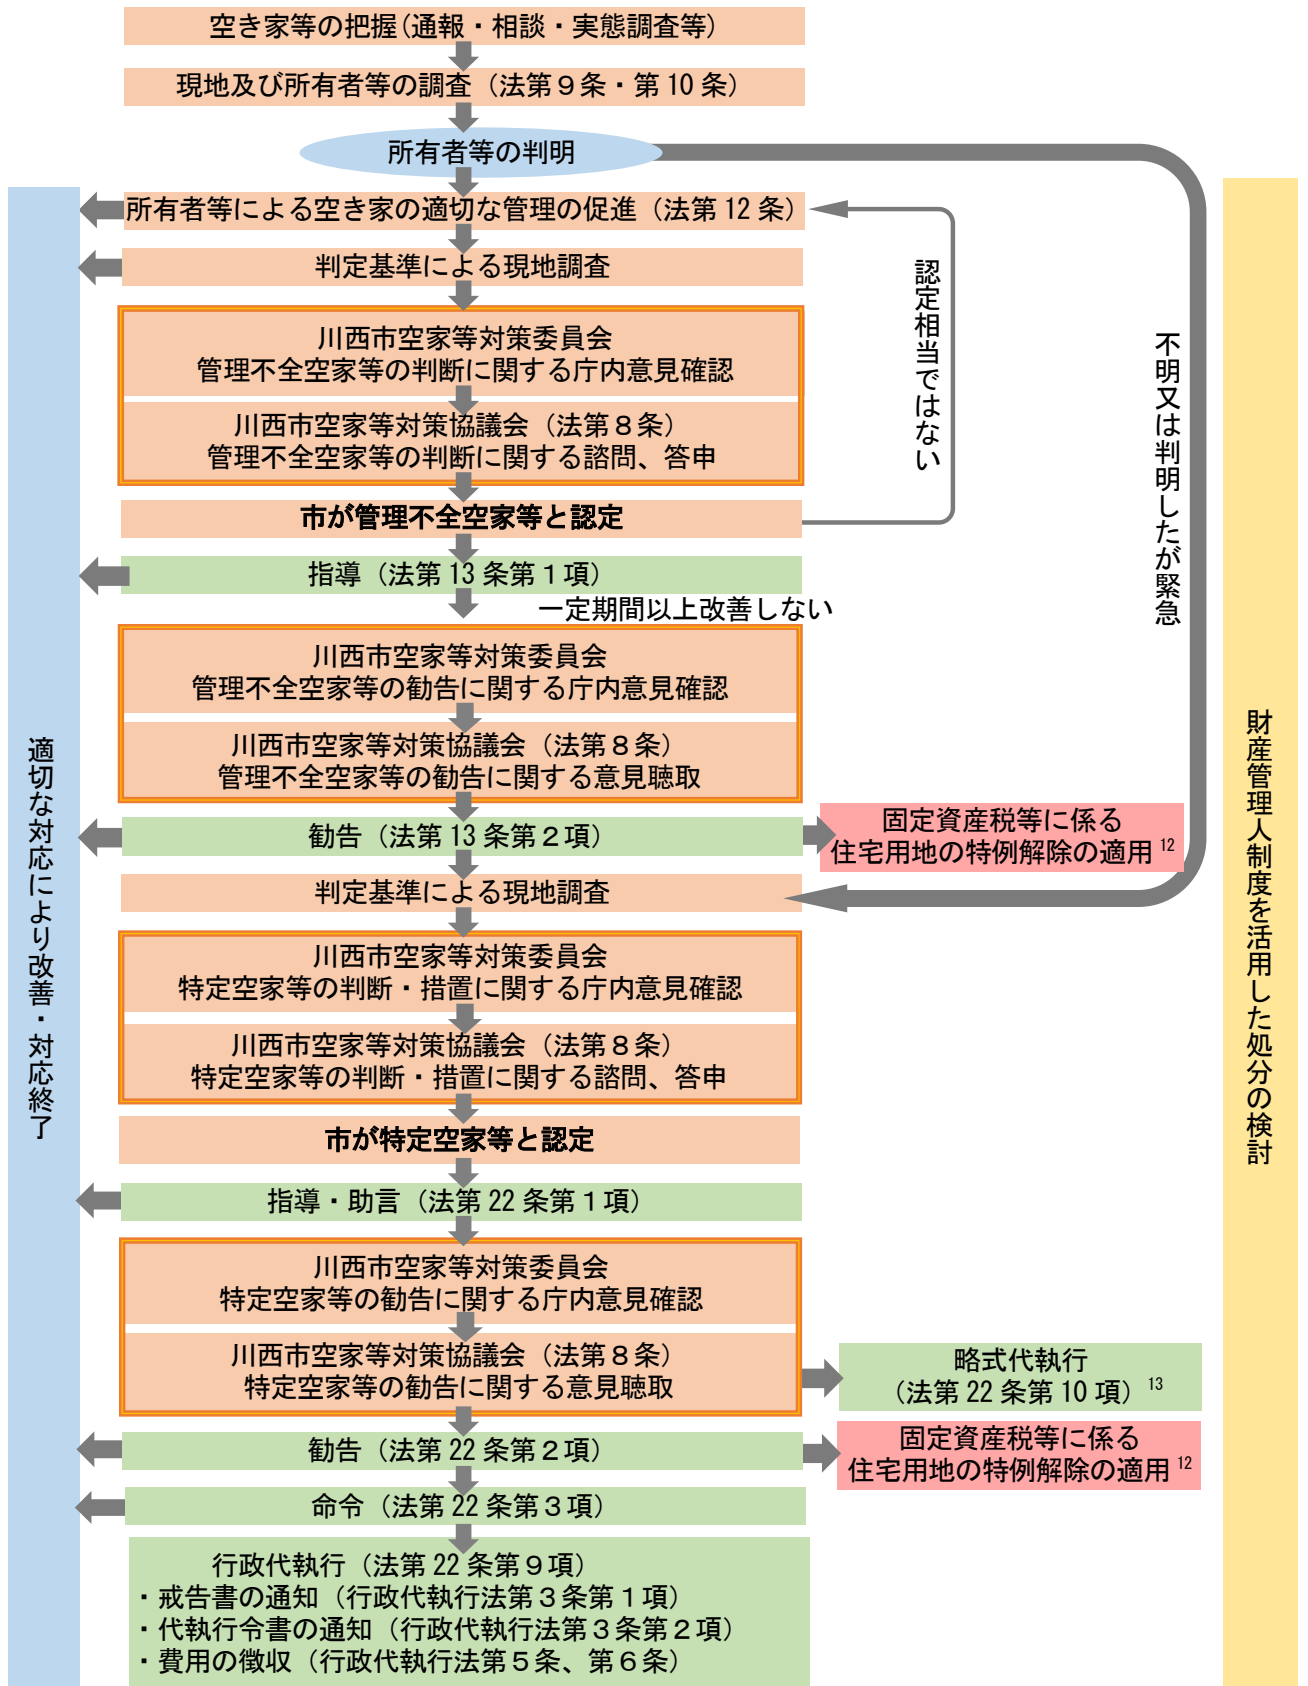 空き家等の把握(通報・相談・実態調査等)
現地及び所有者等の調査（法第９条・第 10 条）
所有者等の判明
所有者等による空き家の適切な管理の促進（法第 12 条）
判定基準による現地調査
川西市空家等対策委員会
管理不全空家等の判断に関する庁内意見確認
川西市空家等対策協議会（法第８条）
管理不全空家等の判断に関する諮問、答申
市が管理不全空家等と認定
認定相当ではない
不明又は判明したが緊急
指導（法第 13 条第１項）
一定期間以上改善しない
川西市空家等対策委員会
管理不全空家等の勧告に関する庁内意見確認
川西市空家等対策協議会（法第８条）
管理不全空家等の勧告に関する意見聴取
勧告（法第 13 条第２項）
固定資産税等に係る
住宅用地の特例解除の適用 12
判定基準による現地調査
川西市空家等対策委員会
特定空家等の判断・措置に関する庁内意見確認
川西市空家等対策協議会（法第８条）
特定空家等の判断・措置に関する諮問、答申
市が特定空家等と認定
指導・助言（法第 22 条第１項）
川西市空家等対策委員会
特定空家等の勧告に関する庁内意見確認
川西市空家等対策協議会（法第８条）
特定空家等の勧告に関する意見聴取
略式代執行
（法第 22 条第 10 項）13
勧告（法第 22 条第２項）
固定資産税等に係る
住宅用地の特例解除の適用 12
命令（法第 22 条第３項）
行政代執行（法第 22 条第９項）
・戒告書の通知（行政代執行法第３条第１項）
・代執行令書の通知（行政代執行法第３条第２項）
・費用の徴収（行政代執行法第５条、第６条）
適切な対応により改善・対応終了
財産管理人制度を活用した処分の検討